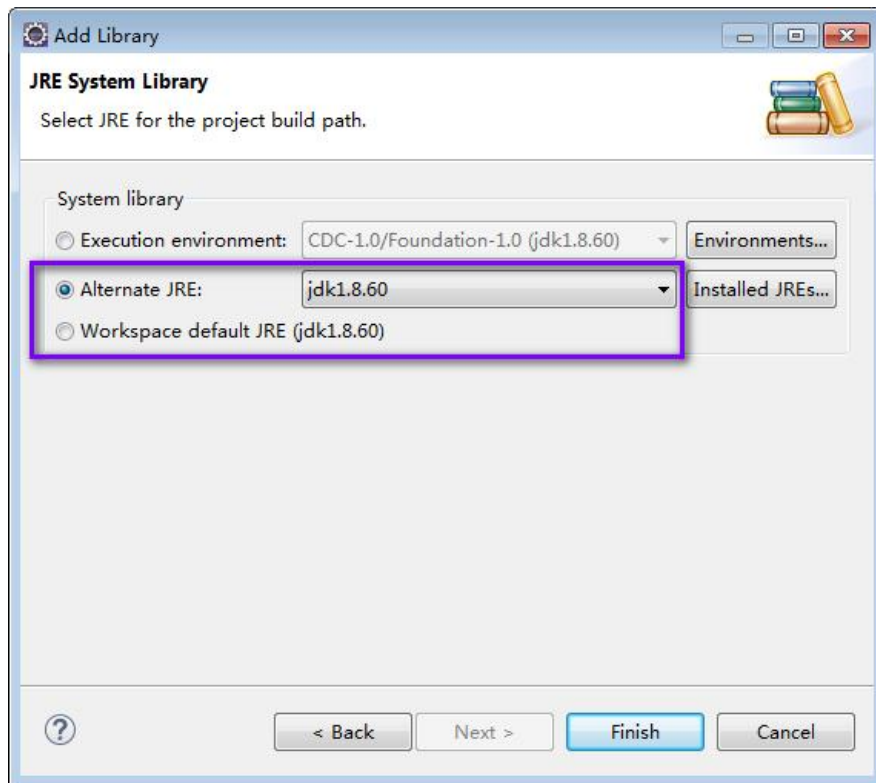 Add Library
JRE System Library
Select JRE for the project build path.
System library
Execution environment: CDC-1.0/Foundation-1.0 (jdk1.8.60) Environments...
Alternate JRE: jdk1.8.60 Installed JREs...
Workspace default JRE (jdk1.8.60)
? < Back Next > Finish Cancel